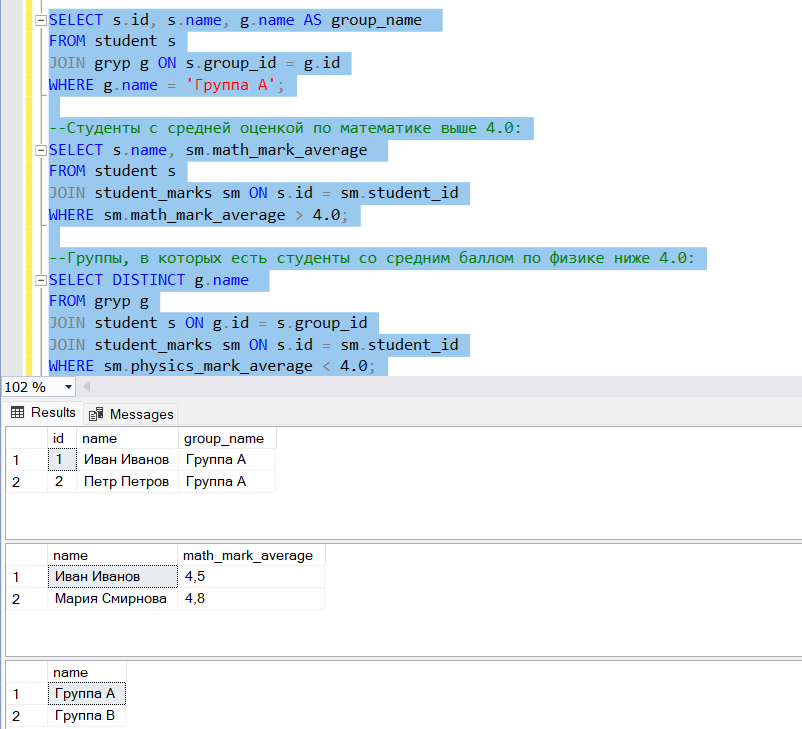 SELECT s.id, s.name, g.name AS group_name
FROM student s
JOIN gryp g ON s.group_id = g.id
WHERE g.name = 'Группа А';
--Студенты с средней оценкой по математике выше 4.0:
SELECT s.name, sm.math_mark_average
FROM student s
JOIN student_marks sm ON s.id = sm.student_id
WHERE sm.math_mark_average > 4.0;
--Группы, в которых есть студенты со средним баллом по физике ниже 4.0:
SELECT DISTINCT g.name
FROM gryp g
JOIN student s ON g.id = s.group_id
JOIN student_marks sm ON s.id = sm.student_id
WHERE sm.physics_mark_average < 4.0;
102 %
Results Messages
id name group_name
1 1 Иван Иванов Группа А
2 2 Петр Петров Группа А
name math_mark_average
1 Иван Иванов 4,5
2 Мария Смирнова 4,8
name
1 Группа А
2 Группа В